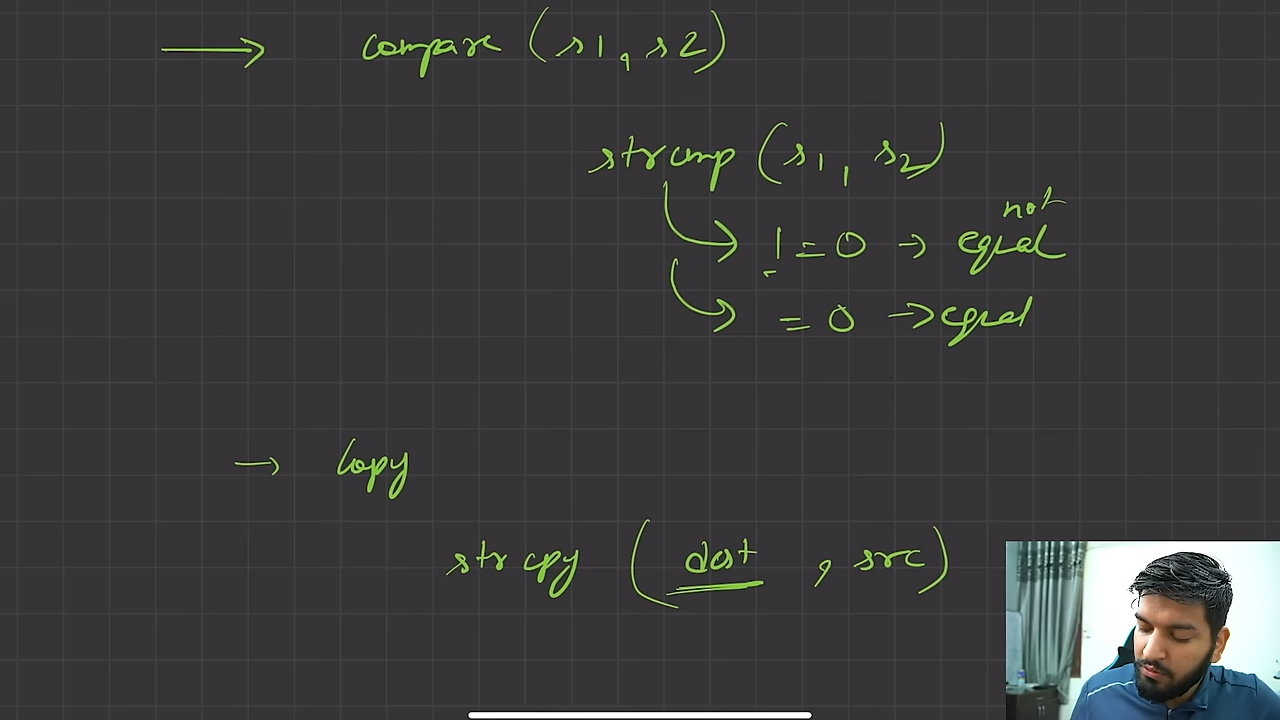 → compare (s1, s2)
strcmp (s1, s2)
!= 0 → not equal
= 0 → equal
→ Copy
strcpy (dest, src)